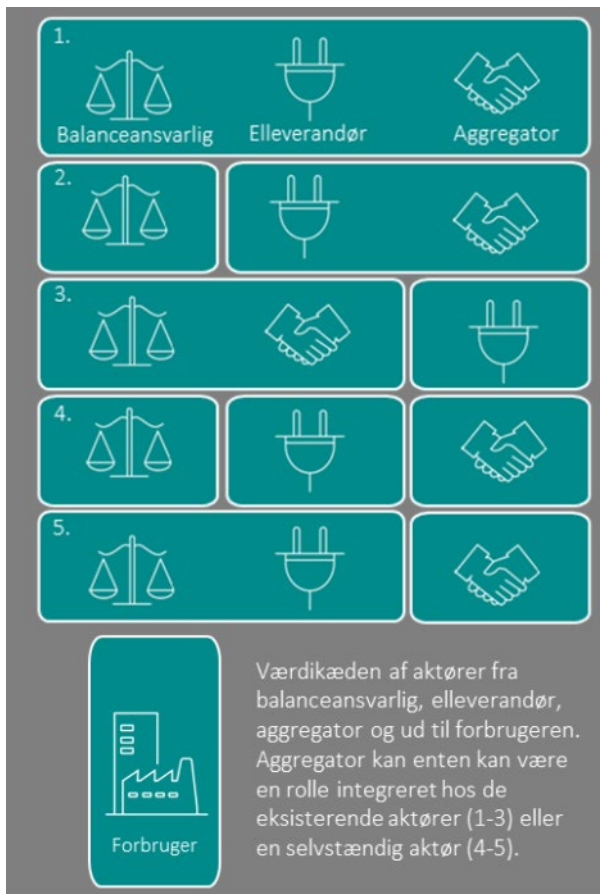 1.
Balanceansvarlig Elleverandør Aggregator
2.
3.
4.
5.
Forbruger
Værdikæden af aktører fra
balanceansvarlig, elleverandør,
aggregator og ud til forbrugeren.
Aggregator kan enten kan være
en rolle integreret hos de
eksisterende aktører (1-3) eller
en selvstændig aktør (4-5).